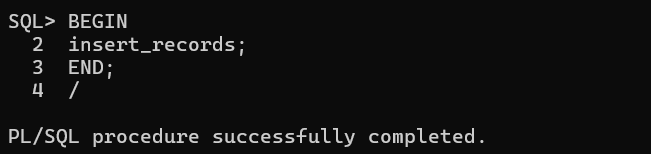 SQL> BEGIN
  2  insert_records;
  3  END;
  4  /

PL/SQL procedure successfully completed.